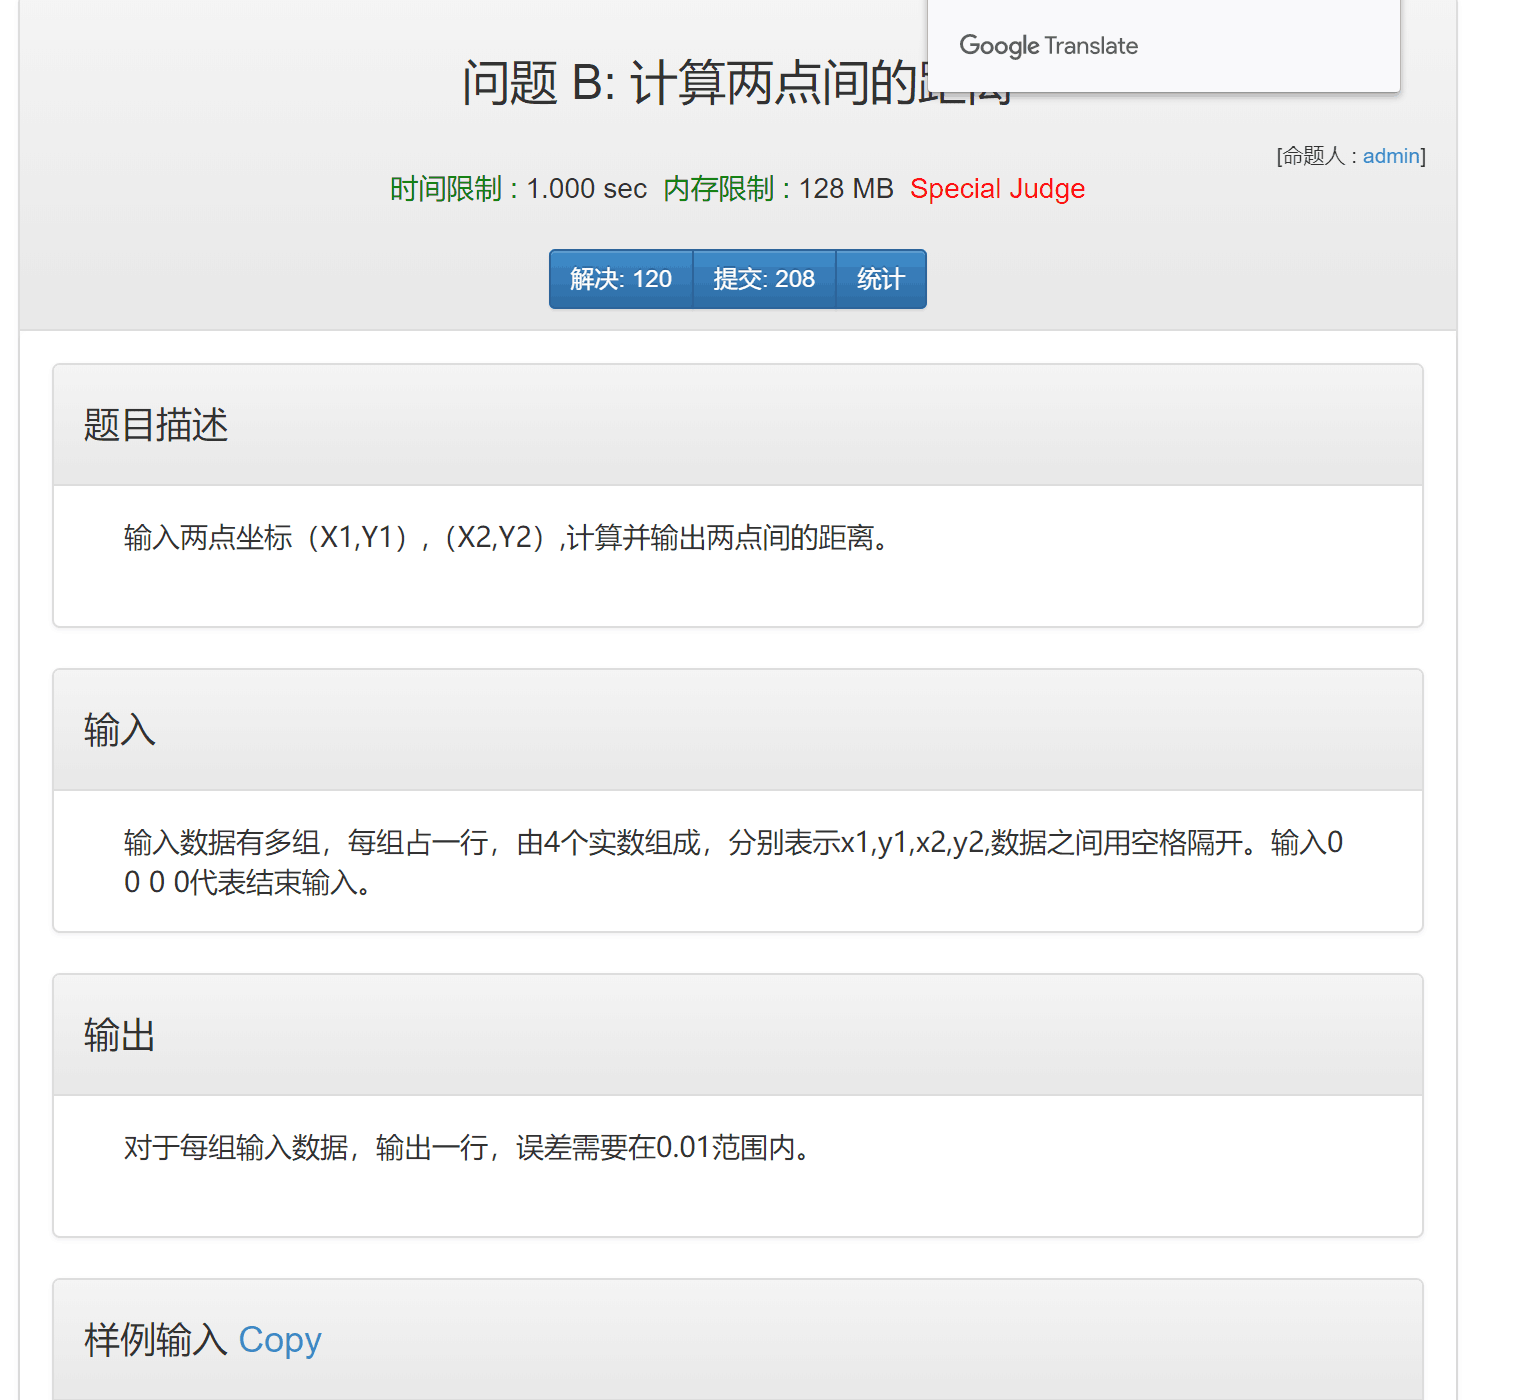 Google Translate
问题 B: 计算两点间的距离
[命题人 : admin]
时间限制 : 1.000 sec 内存限制 : 128 MB Special Judge
解决: 120 提交: 208 统计
题目描述
输入两点坐标（X1,Y1）,（X2,Y2）,计算并输出两点间的距离。
输入
输入数据有多组，每组占一行，由4个实数组成，分别表示x1,y1,x2,y2,数据之间用空格隔开。输入0
0 0 0代表结束输入。
输出
对于每组输入数据，输出一行，误差需要在0.01范围内。
样例输入 Copy